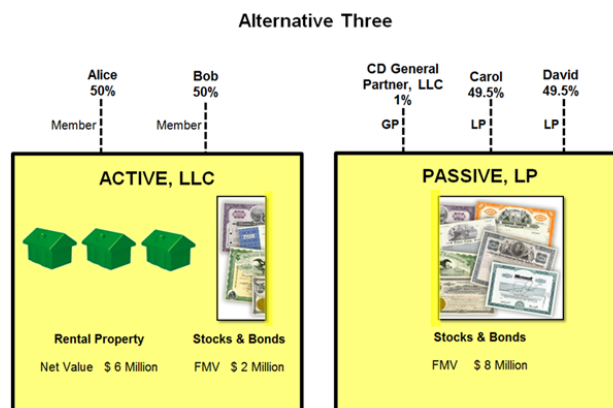 Alternative Three
Alice
50%
Bob
50%
CD General
Partner, LLC
1%
Carol
49.5%
David
49.5%
Member
Member
GP
LP
LP
ACTIVE, LLC
PASSIVE, LP
Rental Property
Stocks & Bonds
Net Value $ 6 Million
FMV $ 2 Million
Stocks & Bonds
FMV $ 8 Million